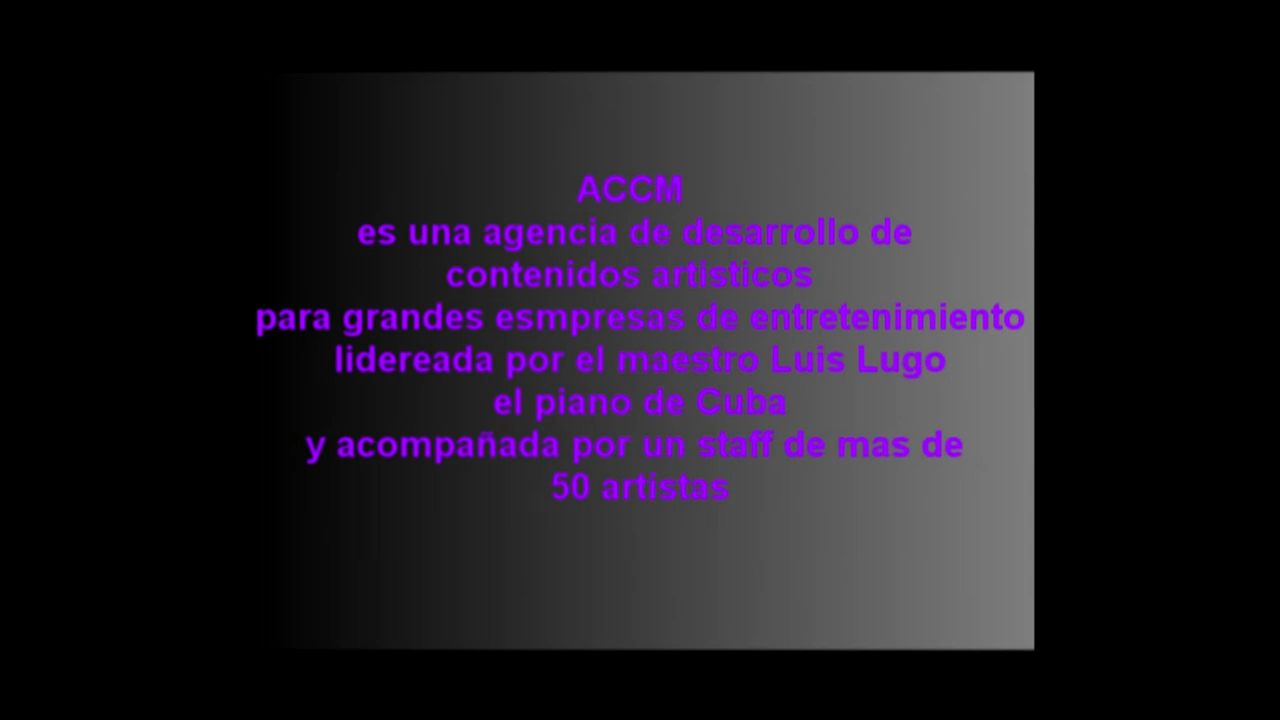 ACCM
es una agencia de desarrollo de
contenidos artisticos
para grandes esmpresas de entretenimiento
lidereada por el maestro Luis Lugo
el piano de Cuba
y acompañada por un staff de mas de
50 artistas